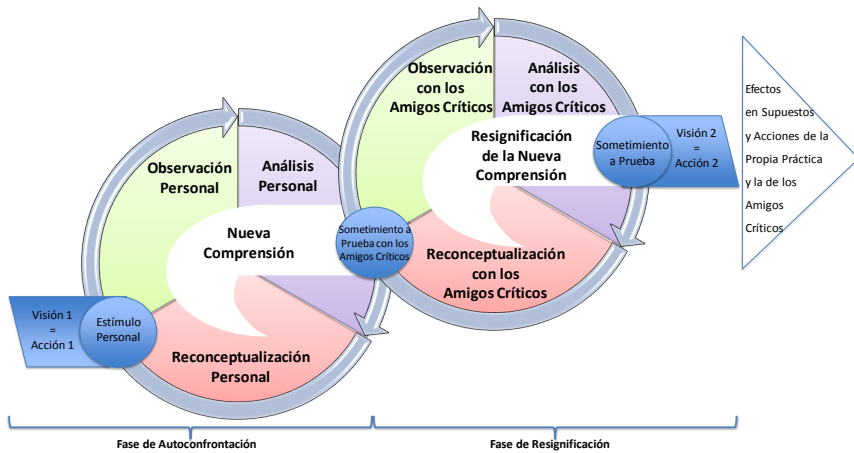 Observación
Personal
Análisis
Personal
Nueva
Comprensión
Reconceptualización
Personal
Visión 1
=
Acción 1
Estímulo
Personal
Sometimiento a
Prueba con los
Amigos Críticos
Observación
con los
Amigos Críticos
Análisis
con los
Amigos Críticos
Resignificación
de la Nueva
Comprensión
Reconceptualización
con los
Amigos Críticos
Sometimiento
a Prueba
Visión 2
=
Acción 2
Efectos
en Supuestos
y Acciones de la
Propia Práctica
y la de los
Amigos
Críticos
Fase de Autoconfrontación
Fase de Resignificación